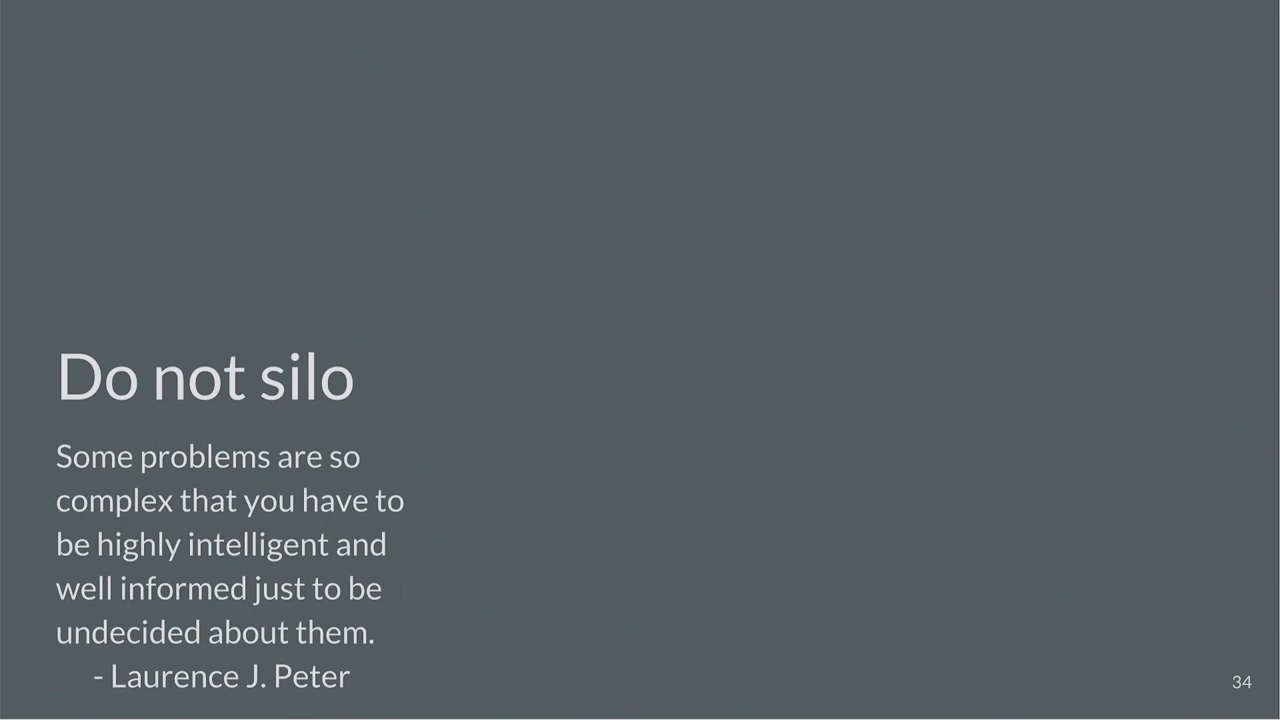 Do not silo
Some problems are so
complex that you have to
be highly intelligent and
well informed just to be
undecided about them.
- Laurence J. Peter
34